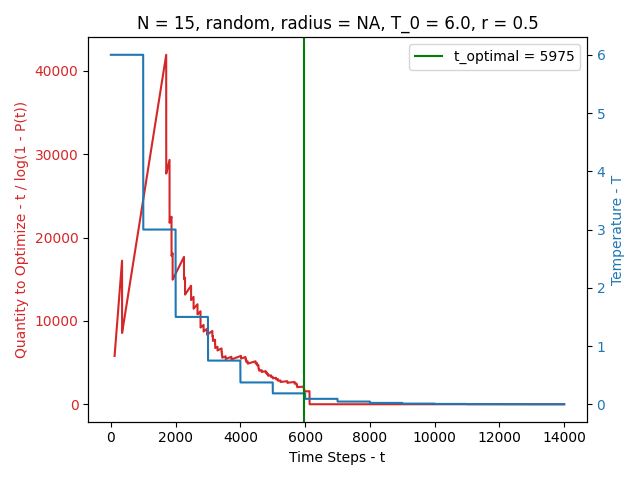 N = 15, random, radius = NA, T_0 = 6.0, r = 0.5
t_optimal = 5975
Quantity to Optimize - t / log(1 - P(t))
40000
30000
20000
10000
0
6
5
4
3
2
1
0
Temperature - T
0 2000 4000 6000 8000 10000 12000 14000
Time Steps - t